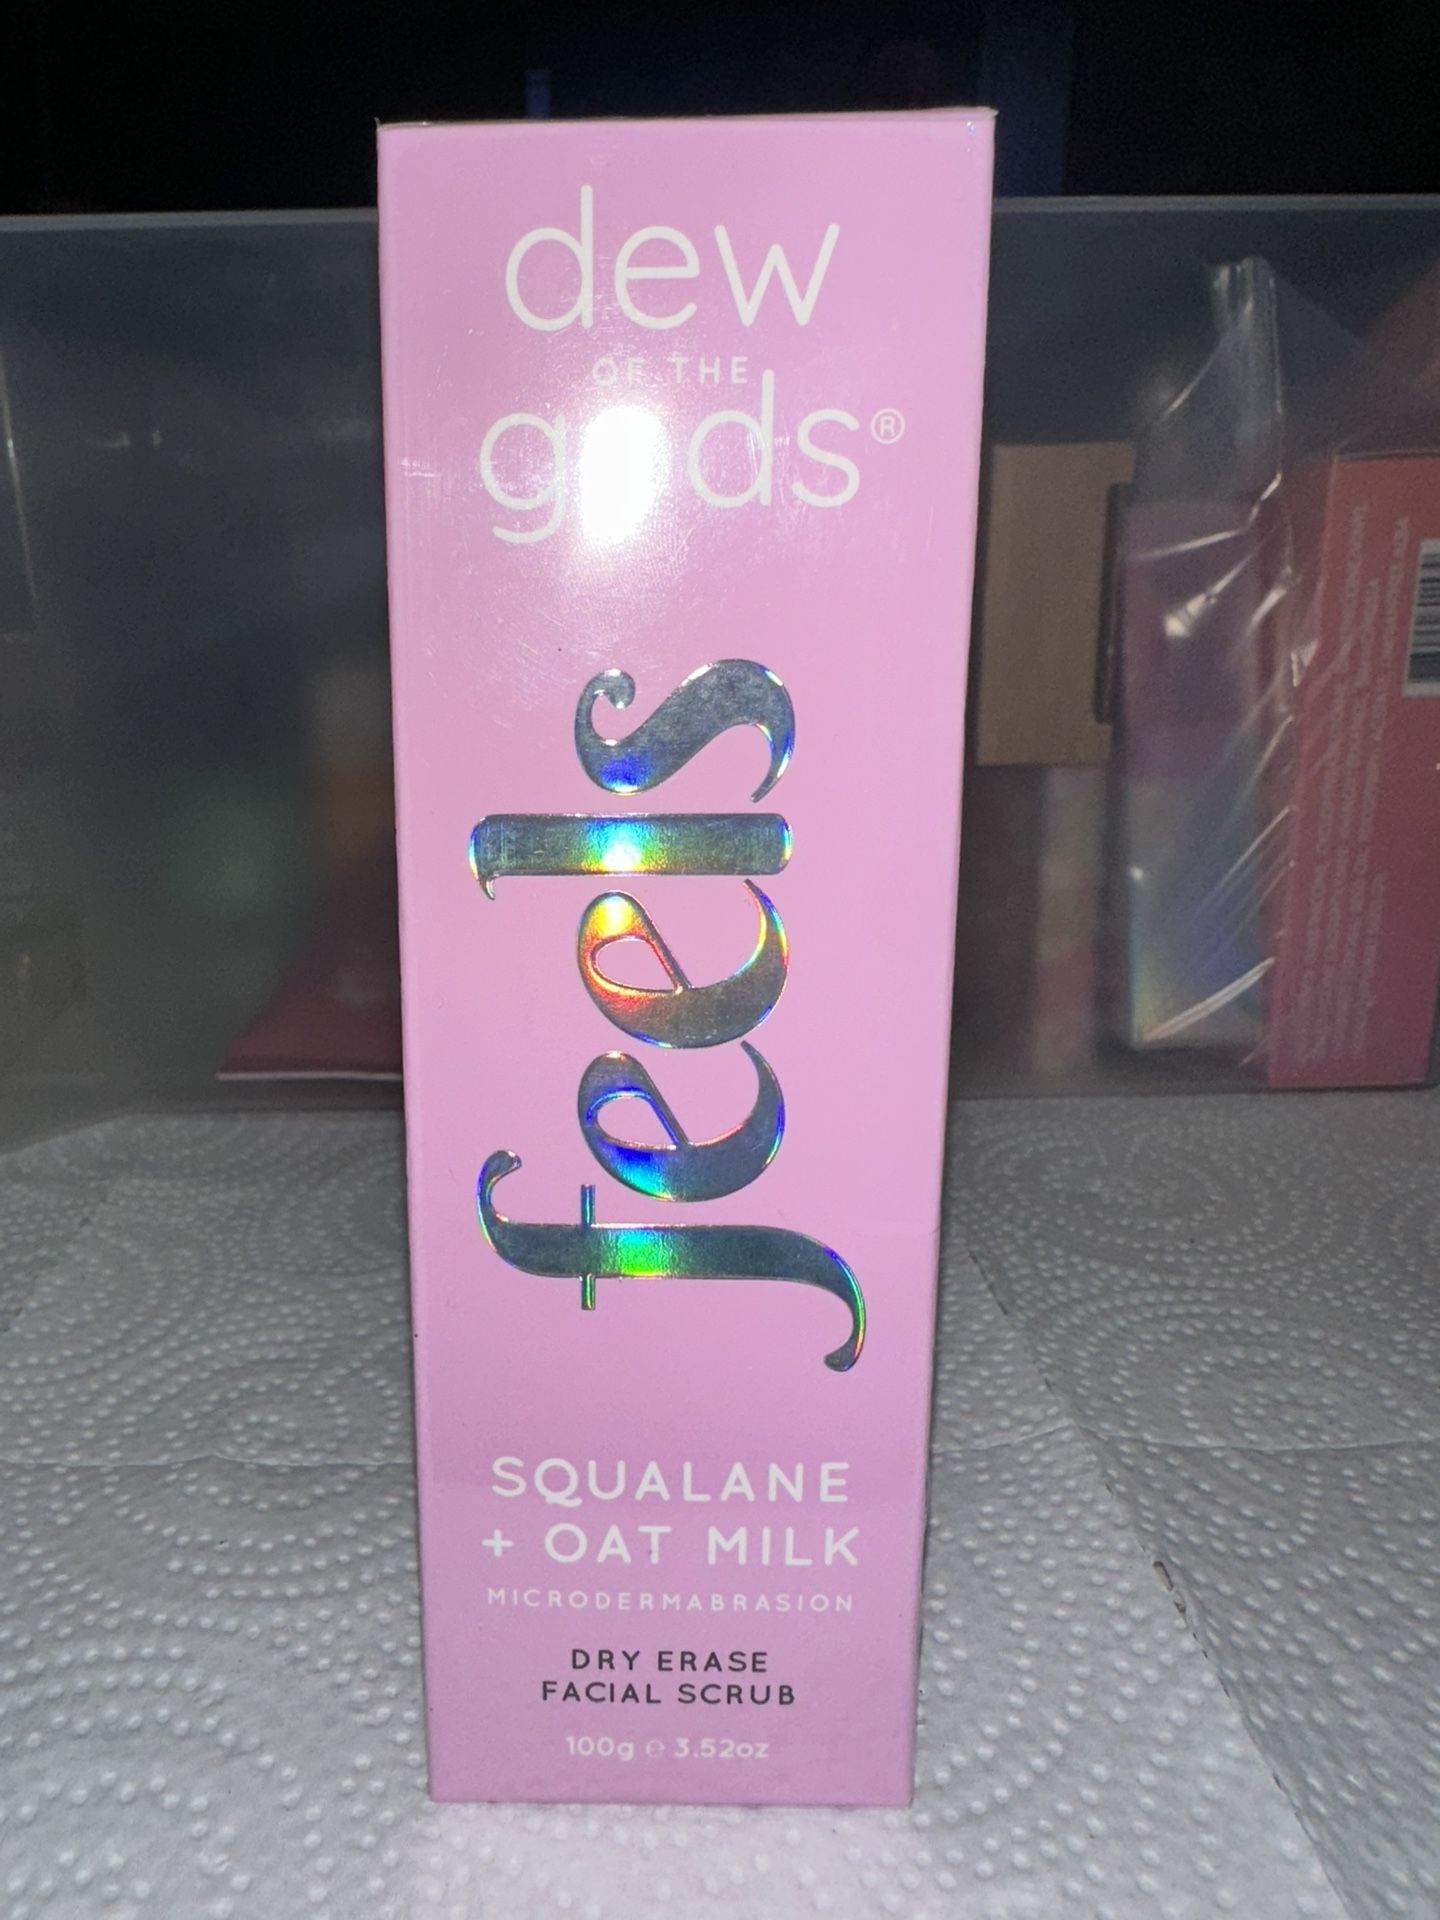 dew
OF THE
gods®
feels
SQUALANE
+ OAT MILK
MICRODERMABRASION
DRY ERASE
FACIAL SCRUB
100g e 3.52oz